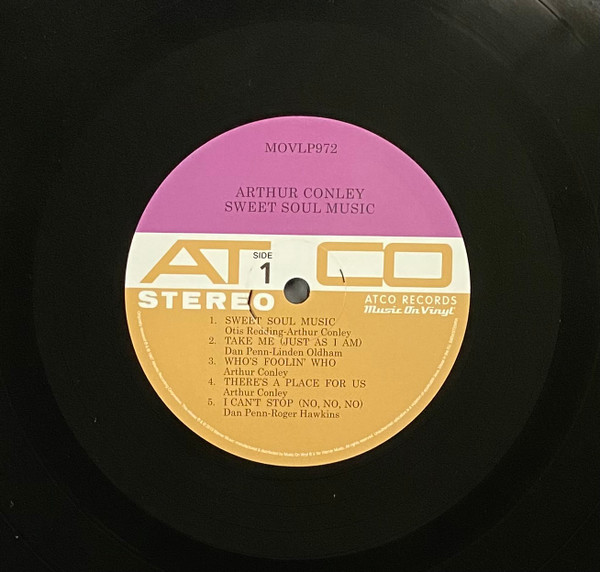 MOVLP972
ARTHUR CONLEY
SWEET SOUL MUSIC
ATCO
SIDE
1
STEREO
ATCO RECORDS
Music On Vinyl
1. SWEET SOUL MUSIC
Otis Redding-Arthur Conley
2. TAKE ME (JUST AS I AM)
Dan Penn-Linden Oldham
3. WHO'S FOOLIN' WHO
Arthur Conley
4. THERE'S A PLACE FOR US
Arthur Conley
5. I CAN'T STOP (NO, NO, NO)
Dan Penn-Roger Hawkins